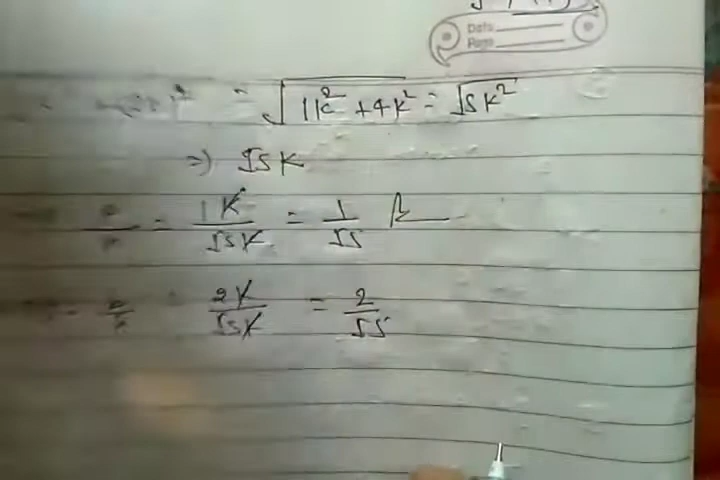 Date
Page
= √1k² + 4k² = √5k²
=> √5 k
= 1K / √5K = 1/√5
2K / √5K = 2/√5